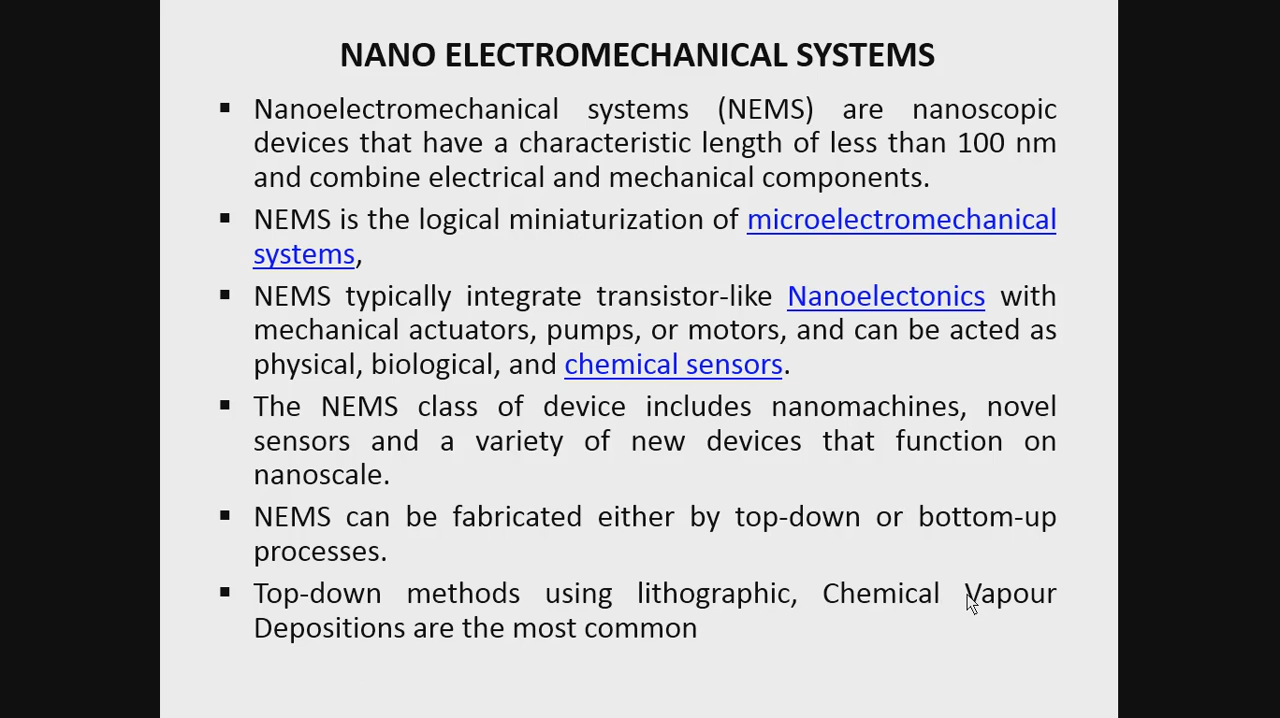 NANO ELECTROMECHANICAL SYSTEMS
▪ Nanoelectromechanical systems (NEMS) are nanoscopic
devices that have a characteristic length of less than 100 nm
and combine electrical and mechanical components.
▪ NEMS is the logical miniaturization of microelectromechanical
systems,
▪ NEMS typically integrate transistor-like Nanoelectonics with
mechanical actuators, pumps, or motors, and can be acted as
physical, biological, and chemical sensors.
▪ The NEMS class of device includes nanomachines, novel
sensors and a variety of new devices that function on
nanoscale.
▪ NEMS can be fabricated either by top-down or bottom-up
processes.
▪ Top-down methods using lithographic, Chemical Vapour
Depositions are the most common